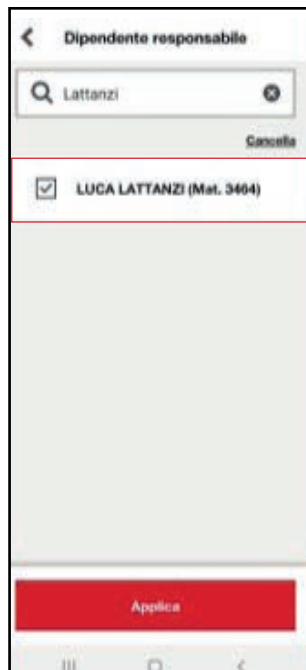 Dipendente responsabile
Lattanzi
Cancella
LUCA LATTANZI (Mat. 3464)
Applica